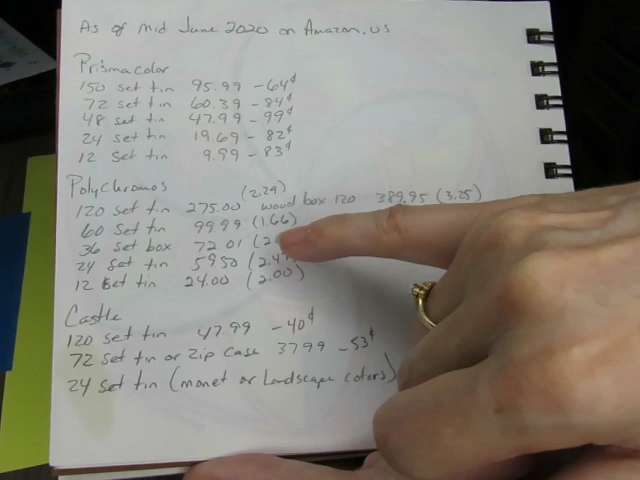 As of mid June 2020 on Amazon.us
Prismacolor
150 set tin 95.99 - 64¢
72 set tin 60.39 - 84¢
48 set tin 47.99 - 99¢
24 set tin 19.69 - 82¢
12 Set tin 9.99 - 83¢
Polychromos
120 set tin 275.00 (2.29) wood box 120 389.95 (3.25)
60 set tin 99.99 (1.66)
36 set box 72.01
24 set tin 59.50 (2.47)
12 set tin 24.00 (2.00)
Castle
120 set tin 47.99 - 40¢
72 set tin or zip case 37.99 - 53¢
24 set tin (monet or Landscape colors)